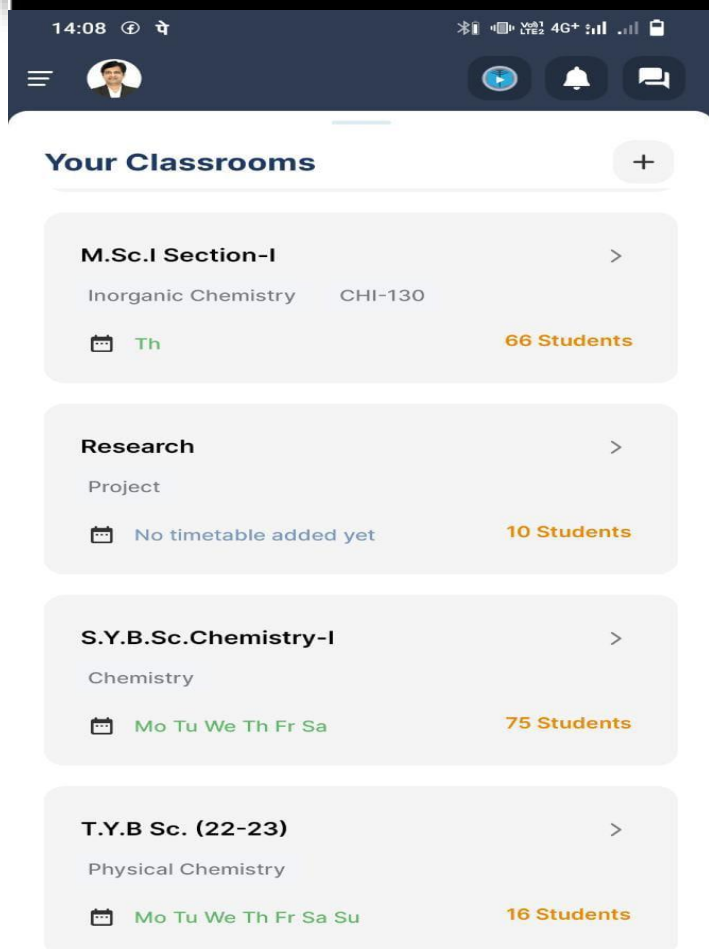 14:08 पे Vo) 4G+
LTE2
Your Classrooms +
M.Sc.I Section-I >
Inorganic Chemistry CHI-130
Th 66 Students
Research >
Project
No timetable added yet 10 Students
S.Y.B.Sc.Chemistry-I >
Chemistry
Mo Tu We Th Fr Sa 75 Students
T.Y.B Sc. (22-23) >
Physical Chemistry
Mo Tu We Th Fr Sa Su 16 Students